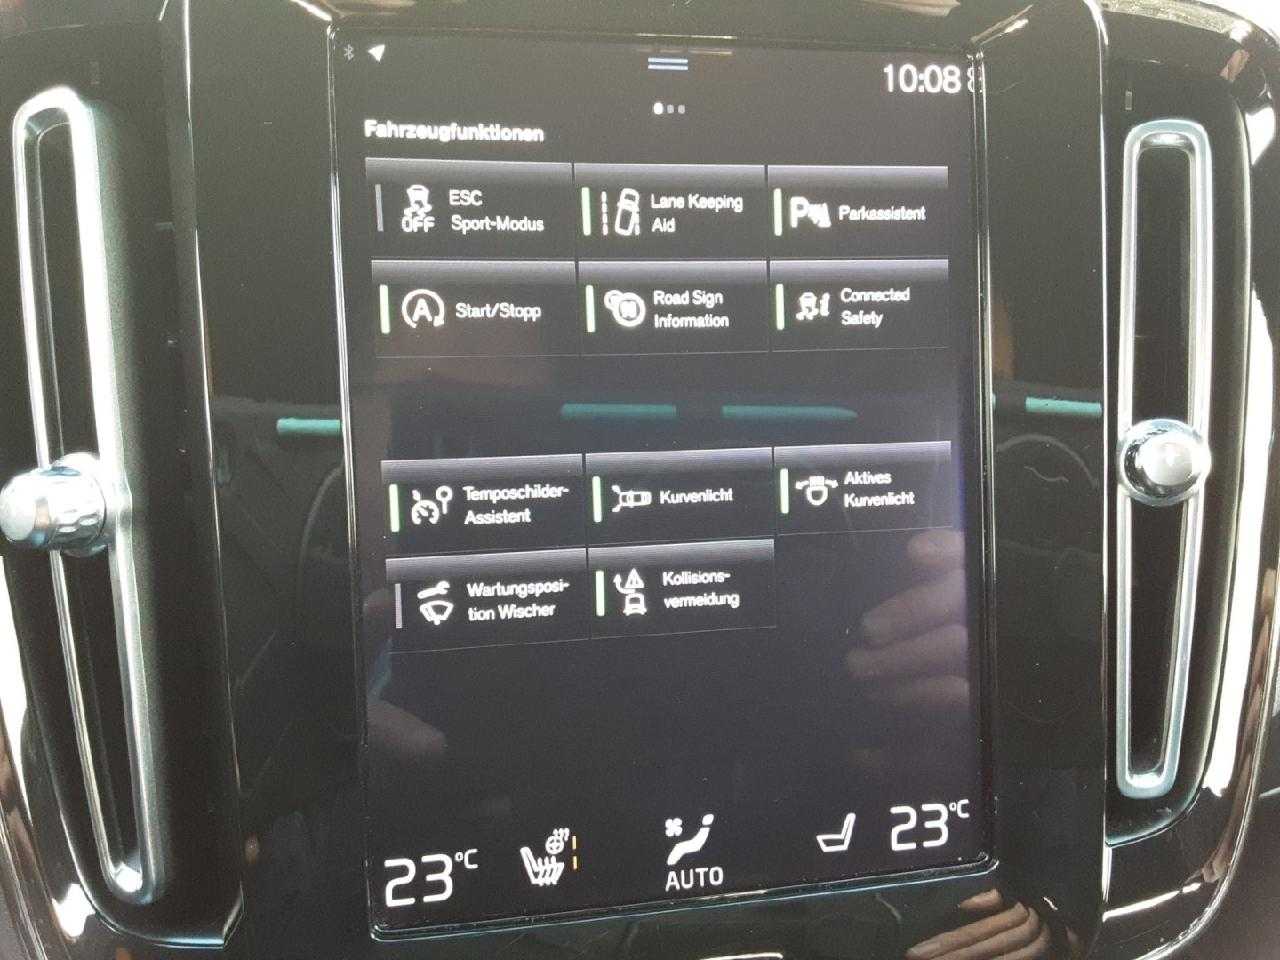 10:08
Fahrzeugfunktionen
OFF
ESC
Sport-Modus
Lane Keeping
Aid
P
Parkassistent
A
Start/Stopp
Road Sign
Information
Connected
Safety
Temposchilder-
Assistent
Kurvenlicht
Aktives
Kurvenlicht
Wartungsposi-
tion Wischer
Kollisions-
vermeidung
23°C
AUTO
23°C